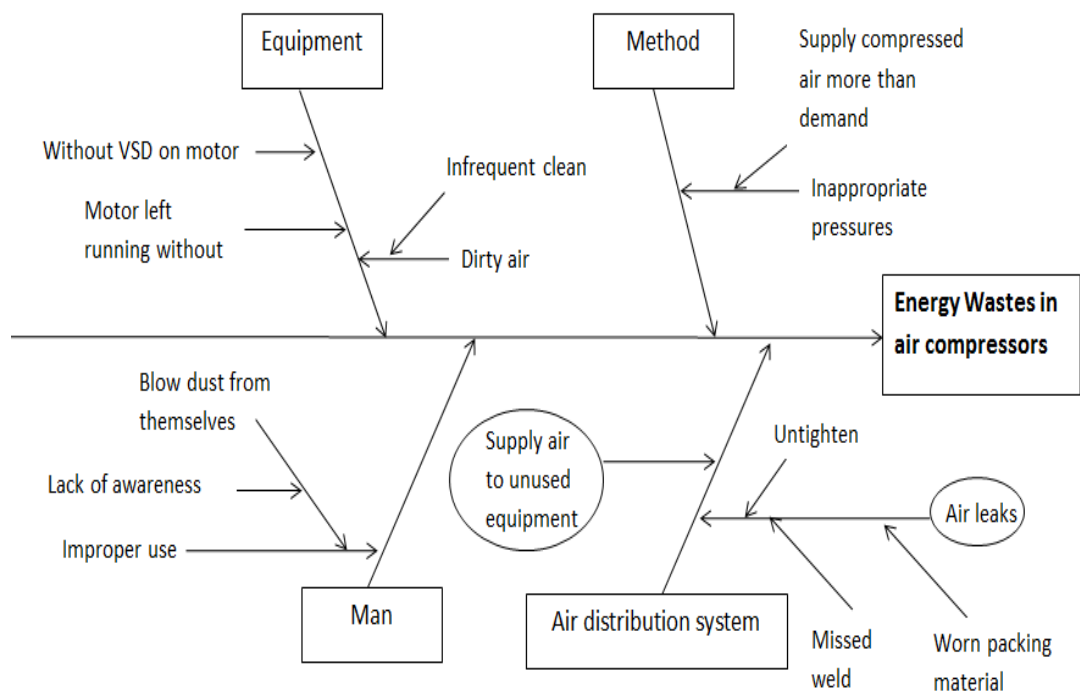 Equipment
Method
Supply compressed
air more than
demand
Without VSD on motor
Infrequent clean
Inappropriate
pressures
Motor left
running without
Dirty air
Energy Wastes in
air compressors
Blow dust from
themselves
Lack of awareness
Improper use
Supply air
to unused
equipment
Untighten
Air leaks
Man
Air distribution system
Missed
weld
Worn packing
material